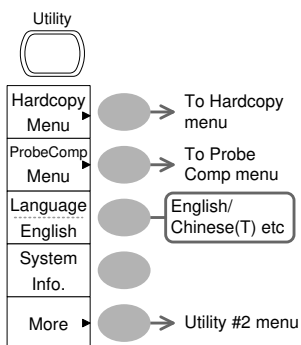 Utility
Hardcopy
Menu
To Hardcopy
menu
ProbeComp
Menu
To Probe
Comp menu
Language
English
English/
Chinese(T) etc
System
Info.
More
Utility #2 menu